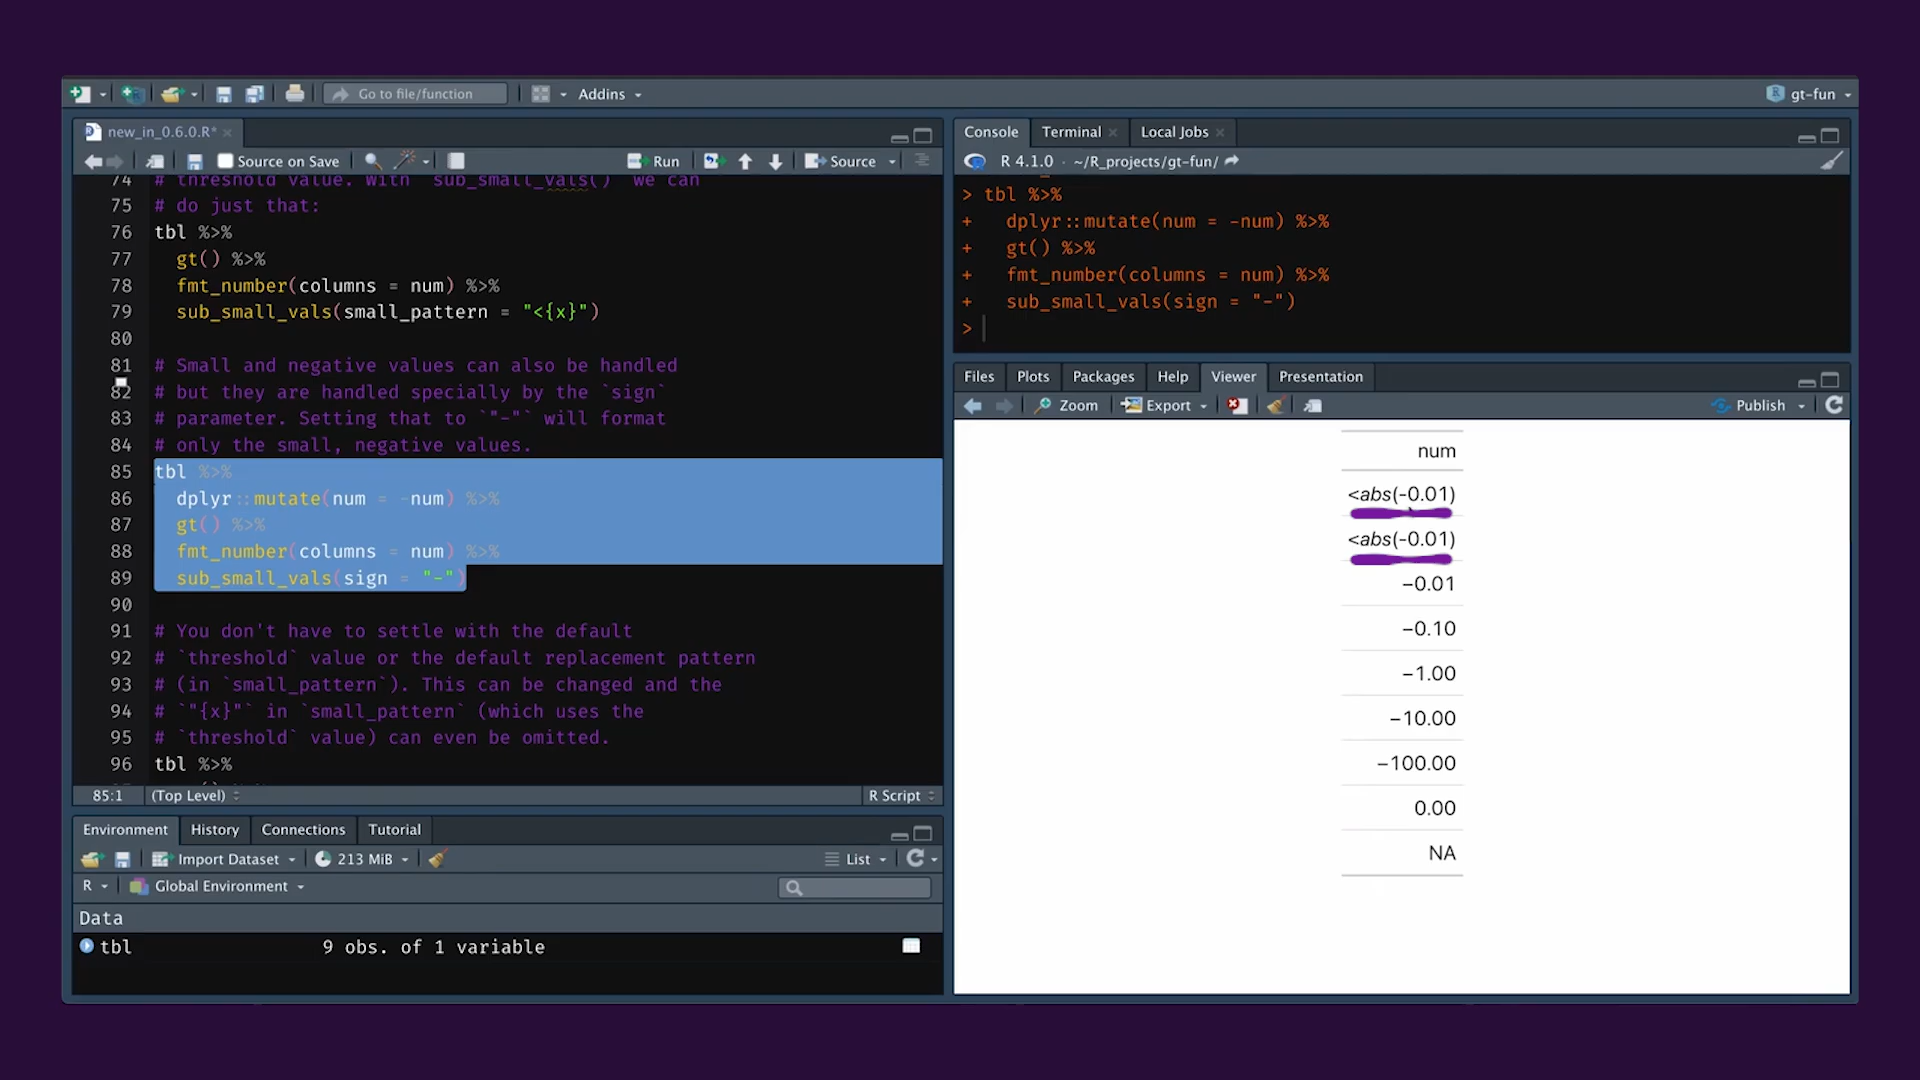 Go to file/function
Addins
gt-fun
new_in_0.6.0.R*
Source on Save
Run
Source
74 # threshold value. With `sub_small_vals()` we can
75 # do just that:
76 tbl %>%
77 gt() %>%
78 fmt_number(columns = num) %>%
79 sub_small_vals(small_pattern = "<{x}")
80
81 # Small and negative values can also be handled
82 # but they are handled specially by the `sign`
83 # parameter. Setting that to `"-"` will format
84 # only the small, negative values.
85 tbl %>%
86 dplyr::mutate(num = -num) %>%
87 gt() %>%
88 fmt_number(columns = num) %>%
89 sub_small_vals(sign = "-")
90
91 # You don't have to settle with the default
92 # `threshold` value or the default replacement pattern
93 # (in `small_pattern`). This can be changed and the
94 # `"{x}"` in `small_pattern` (which uses the
95 # `threshold` value) can even be omitted.
96 tbl %>%
85:1 (Top Level) R Script
Environment History Connections Tutorial
Import Dataset 213 MiB List
R Global Environment
Data
tbl 9 obs. of 1 variable
Console Terminal Local Jobs
R 4.1.0 · ~/R_projects/gt-fun/
> tbl %>%
+ dplyr::mutate(num = -num) %>%
+ gt() %>%
+ fmt_number(columns = num) %>%
+ sub_small_vals(sign = "-")
>
Files Plots Packages Help Viewer Presentation
Zoom Export Publish
num
<abs(-0.01)
<abs(-0.01)
−0.01
−0.10
−1.00
−10.00
−100.00
0.00
NA